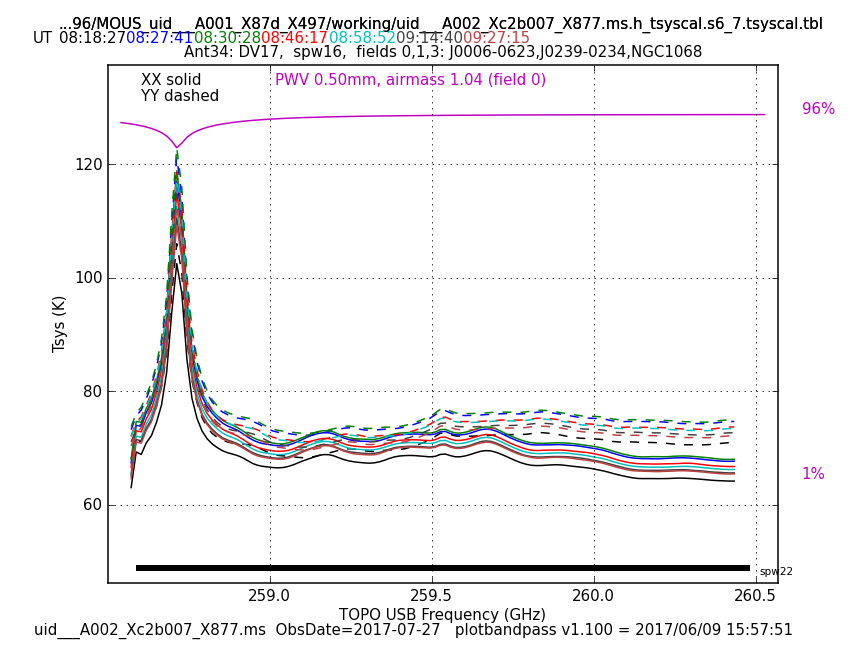 ...96/MOUS_uid___A001_X87d_X497/working/uid___A002_Xc2b007_X877.ms.h_tsyscal.s6_7.tsyscal.tbl
UT 08:18:27 08:27:41 08:30:28 08:46:17 08:58:52 09:14:40 09:27:15
Ant34: DV17, spw16, fields 0,1,3: J0006-0623,J0239-0234,NGC1068
XX solid
YY dashed
PWV 0.50mm, airmass 1.04 (field 0)
96%
120
100
Tsys (K)
80
1%
60
spw22
259.0 259.5 260.0 260.5
TOPO USB Frequency (GHz)
uid___A002_Xc2b007_X877.ms ObsDate=2017-07-27 plotbandpass v1.100 = 2017/06/09 15:57:51